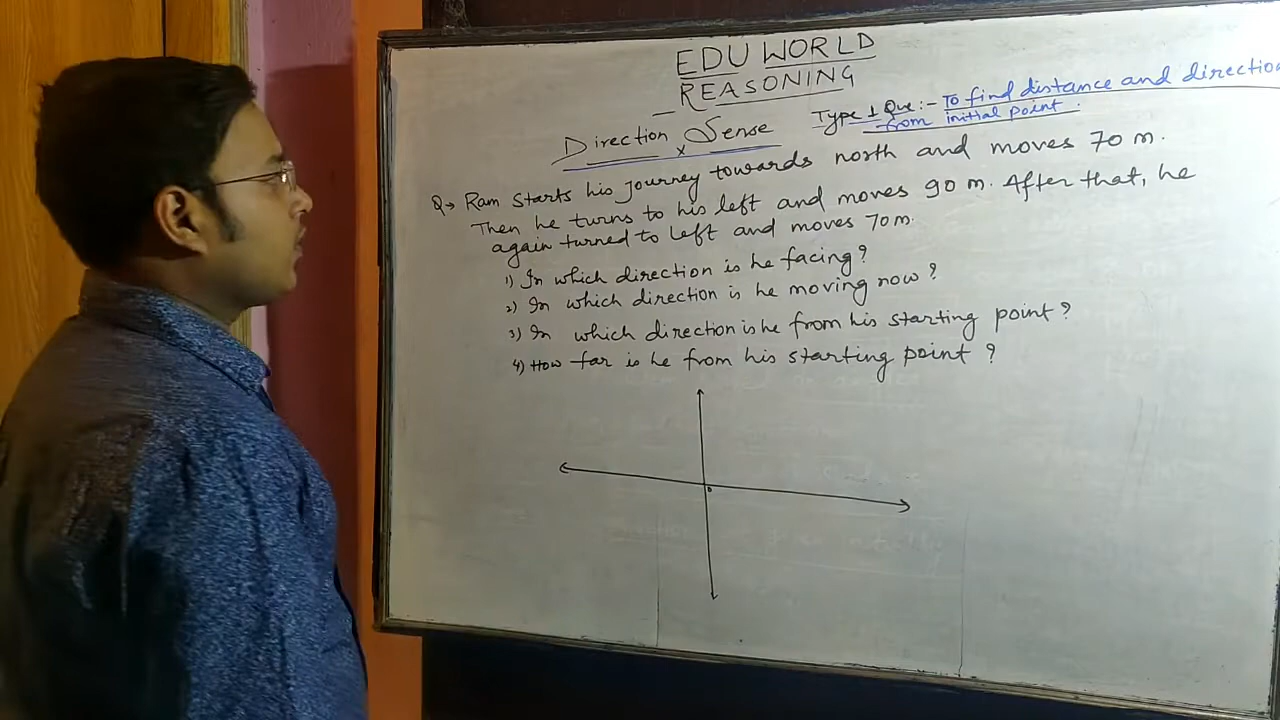 EDU WORLD
REASONING
Direction Sense
Type 1 Que:- To find distance and direction
from initial point.
Q→ Ram starts his journey towards north and moves 70 m.
Then he turns to his left and moves 90 m. After that, he
again turned to left and moves 70m.
1) In which direction is he facing?
2) In which direction is he moving now?
3) In which direction is he from his starting point?
4) How far is he from his starting point?